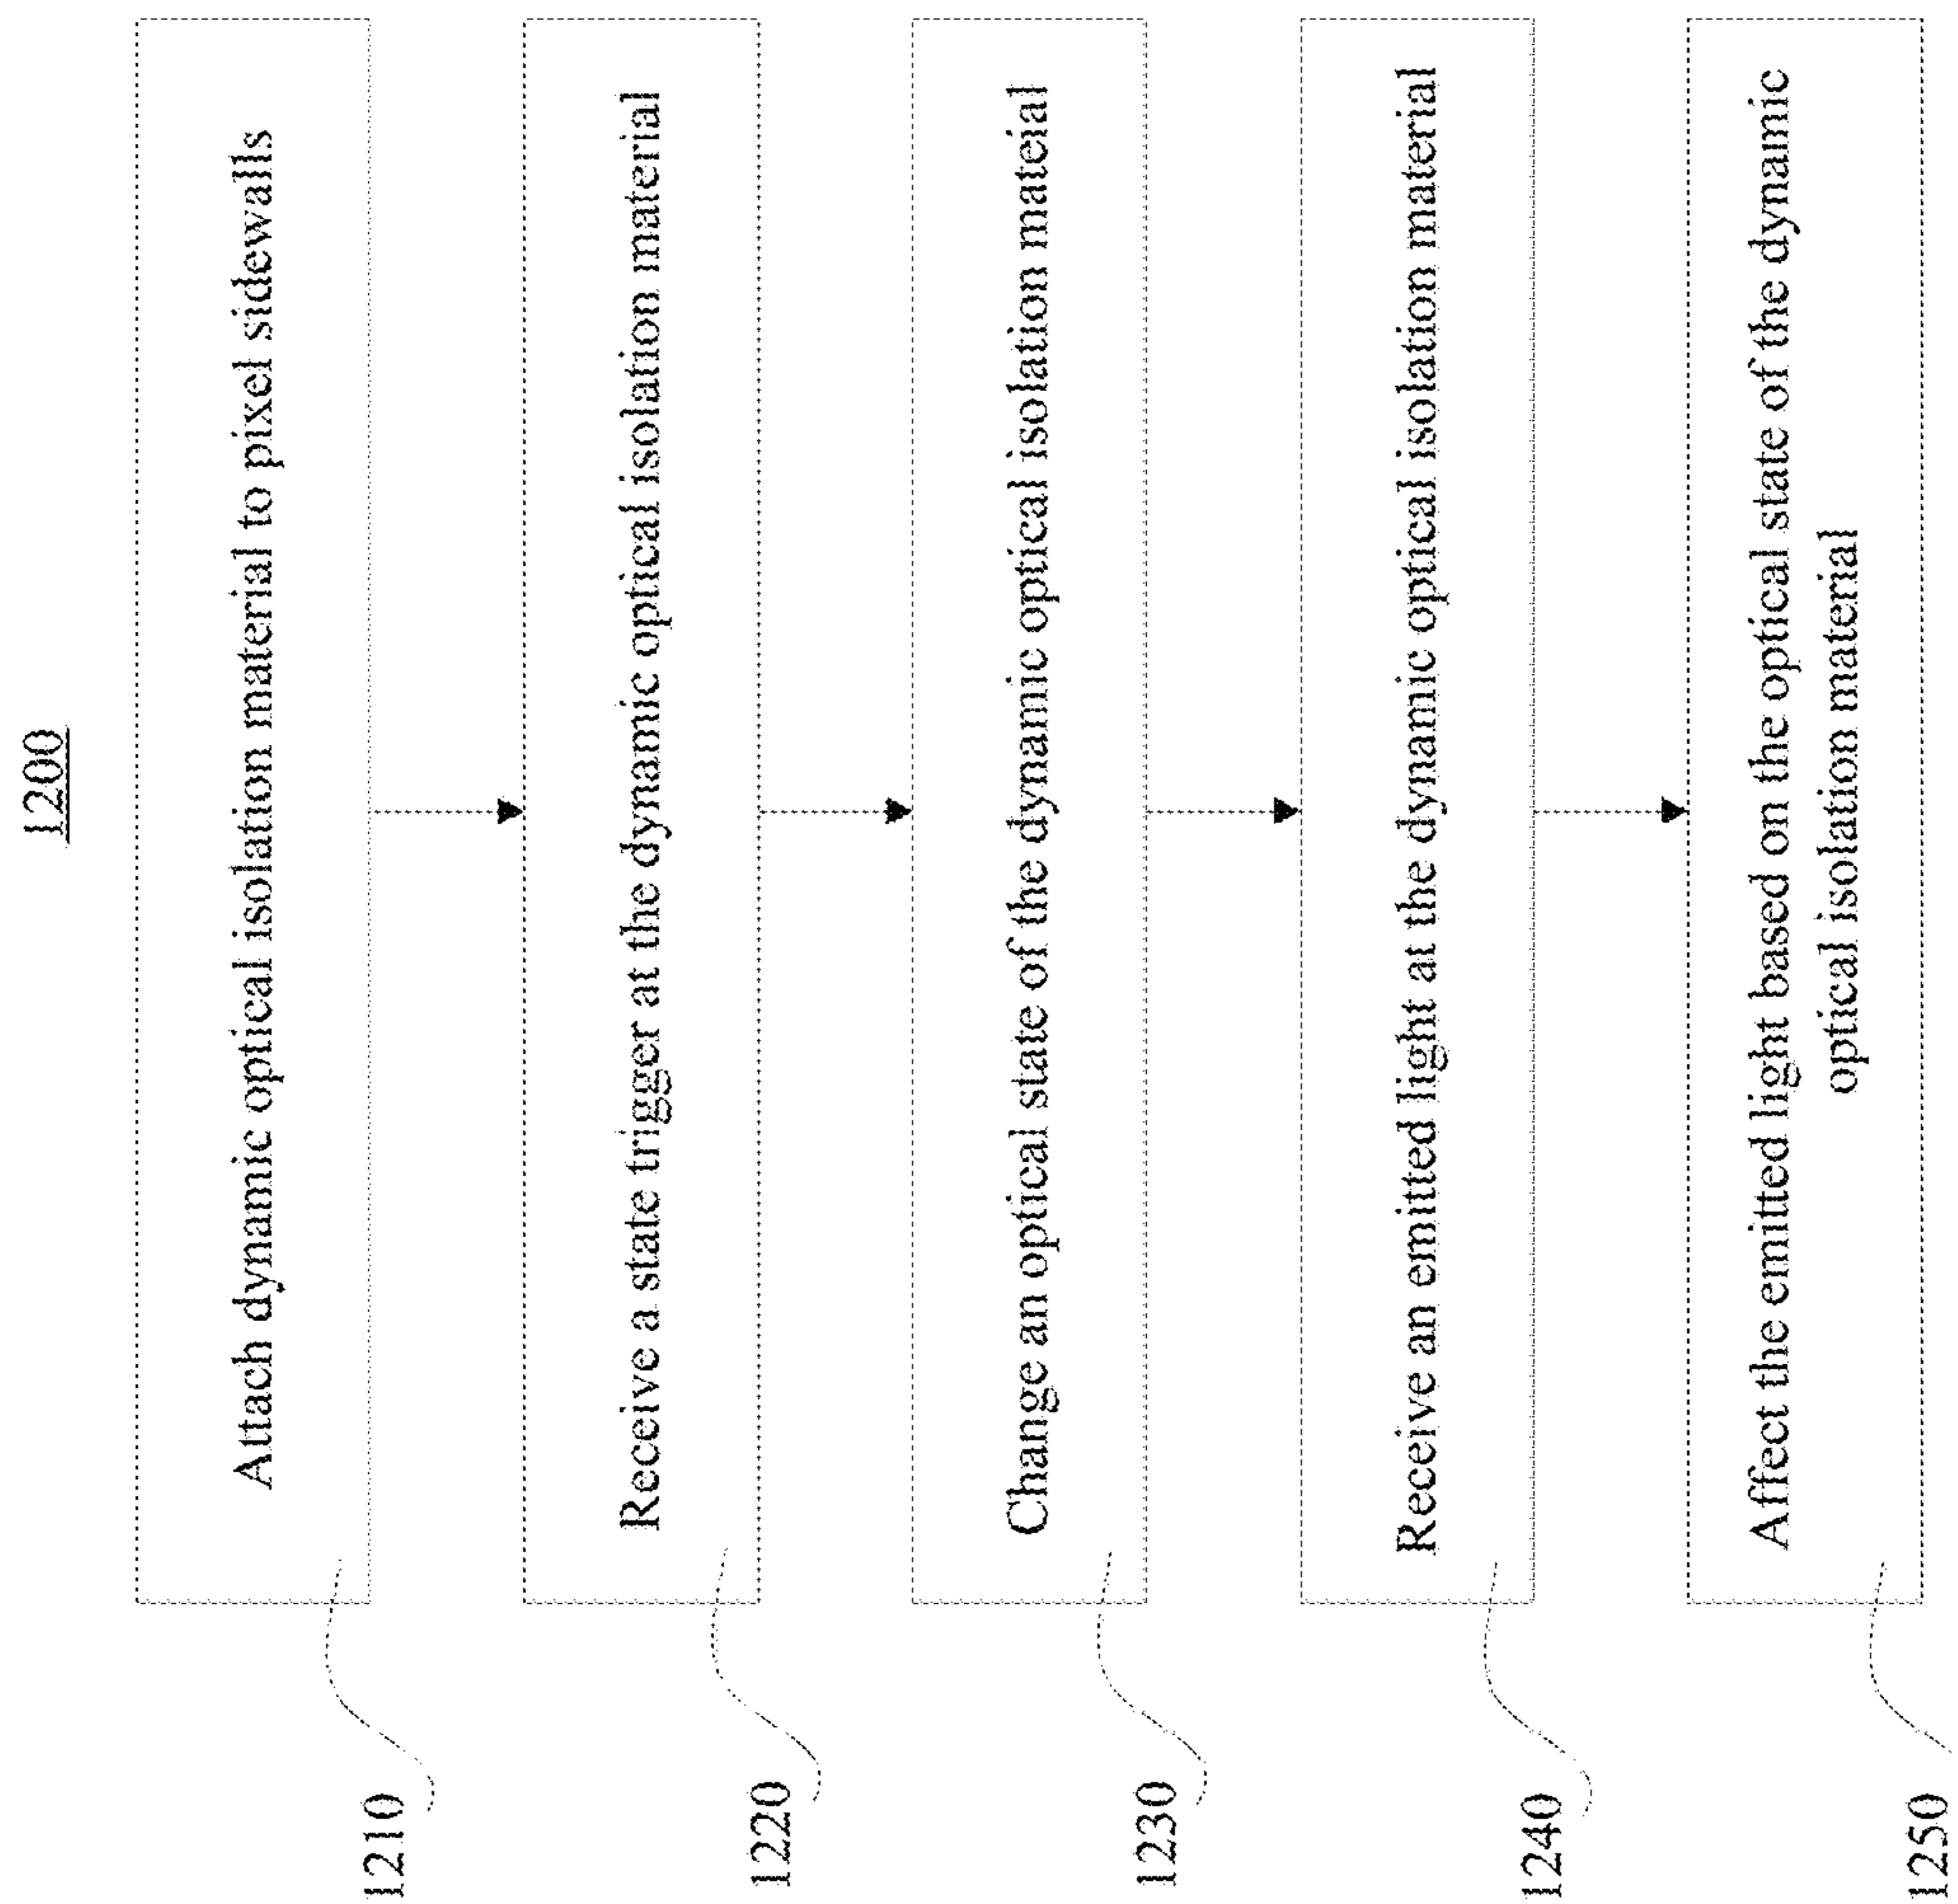 1200
1210
Attach dynamic optical isolation material to pixel sidewalls
1220
Receive a state trigger at the dynamic optical isolation material
1230
Change an optical state of the dynamic optical isolation mateial
1240
Receive an emitted light at the dynamic optical isolation material
1250
Affect the emitted light based on the optical state of the dynamic
optical isolation material